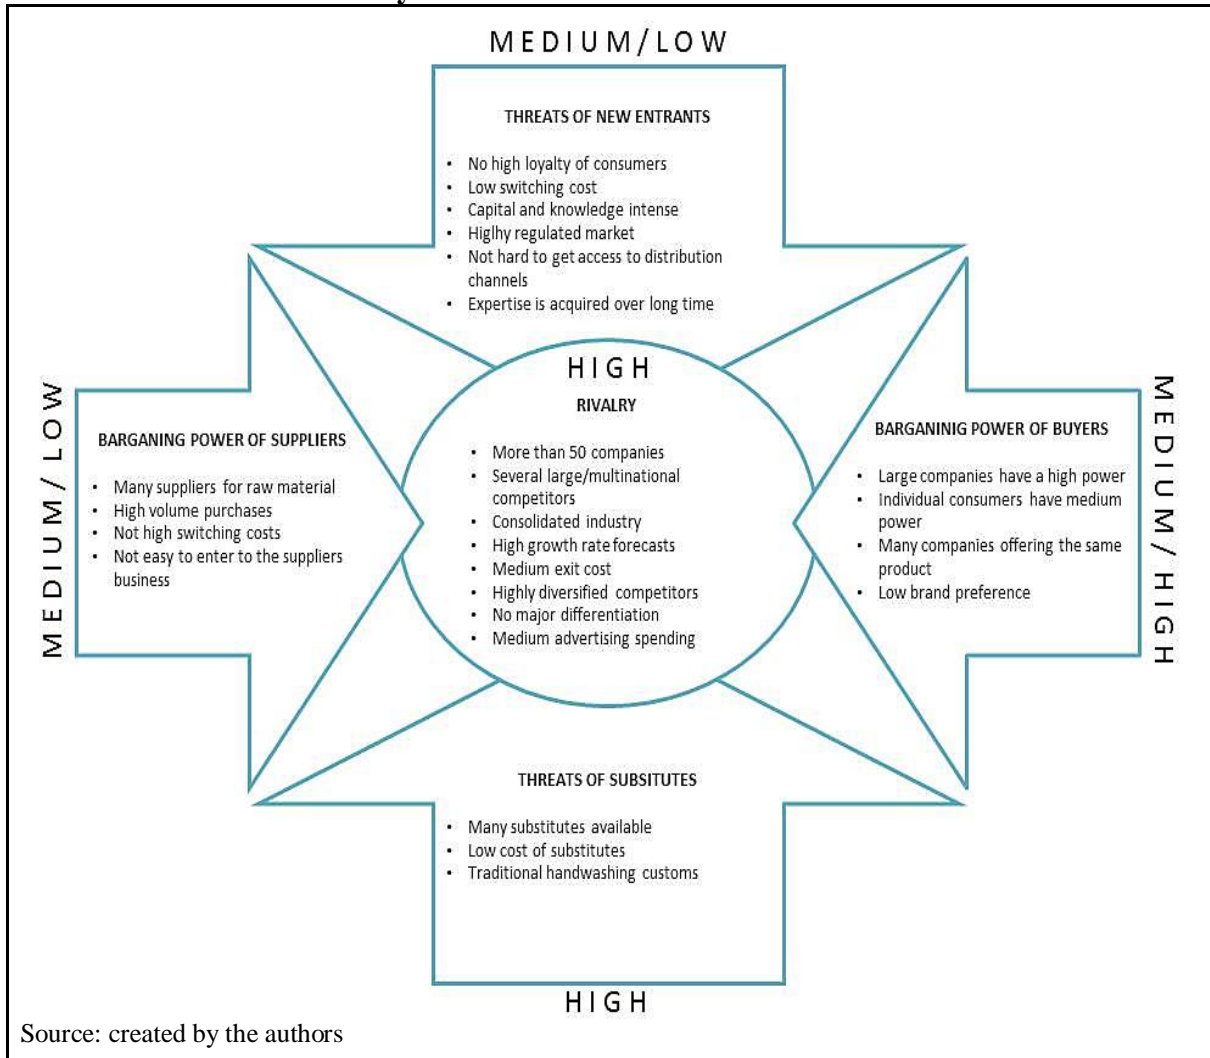 MEDIUM/LOW
THREATS OF NEW ENTRANTS
• No high loyalty of consumers
• Low switching cost
• Capital and knowledge intense
• Higlhy regulated market
• Not hard to get access to distribution
channels
• Expertise is acquired over long time
MEDIUM/ LOW
BARGANING POWER OF SUPPLIERS
• Many suppliers for raw material
• High volume purchases
• Not high switching costs
• Not easy to enter to the suppliers
business
HIGH
RIVALRY
• More than 50 companies
• Several large/multinational
competitors
• Consolidated industry
• High growth rate forecasts
• Medium exit cost
• Highly diversified competitors
• No major differentiation
• Medium advertising spending
BARGANINIG POWER OF BUYERS
• Large companies have a high power
• Individual consumers have medium
power
• Many companies offering the same
product
• Low brand preference
MEDIUM/HIGH
THREATS OF SUBSITUTES
• Many substitutes available
• Low cost of substitutes
• Traditional handwashing customs
HIGH
Source: created by the authors